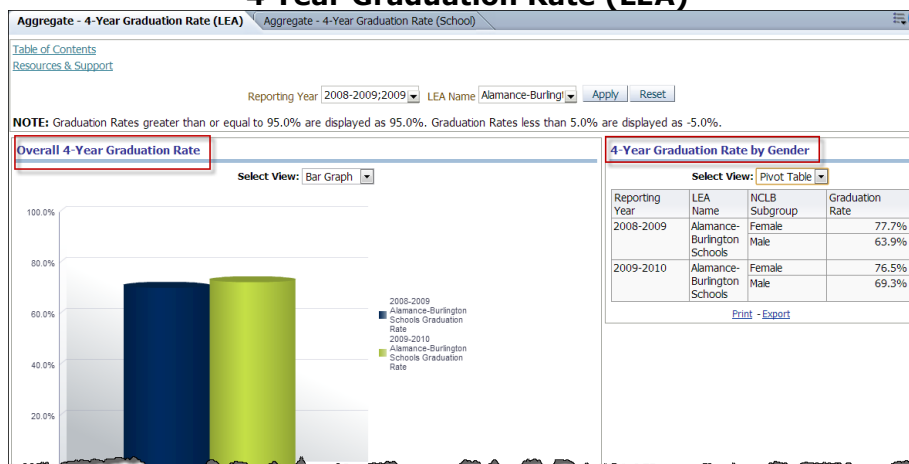 4-Year Graduation Rate (LEA)
Aggregate - 4-Year Graduation Rate (LEA) Aggregate - 4-Year Graduation Rate (School)
Table of Contents
Resources & Support
Reporting Year 2008-2009;2009 LEA Name Alamance-Burlingt Apply Reset
NOTE: Graduation Rates greater than or equal to 95.0% are displayed as 95.0%. Graduation Rates less than 5.0% are displayed as -5.0%.
Overall 4-Year Graduation Rate
Select View: Bar Graph
100.0%
80.0%
60.0%
40.0%
20.0%
2008-2009
Alamance-Burlington
Schools Graduation
Rate
2009-2010
Alamance-Burlington
Schools Graduation
Rate
4-Year Graduation Rate by Gender
Select View: Pivot Table
Reporting Year LEA Name NCLB Subgroup Graduation Rate
2008-2009 Alamance-Burlington Schools Female 77.7%
Male 63.9%
2009-2010 Alamance-Burlington Schools Female 76.5%
Male 69.3%
Print - Export